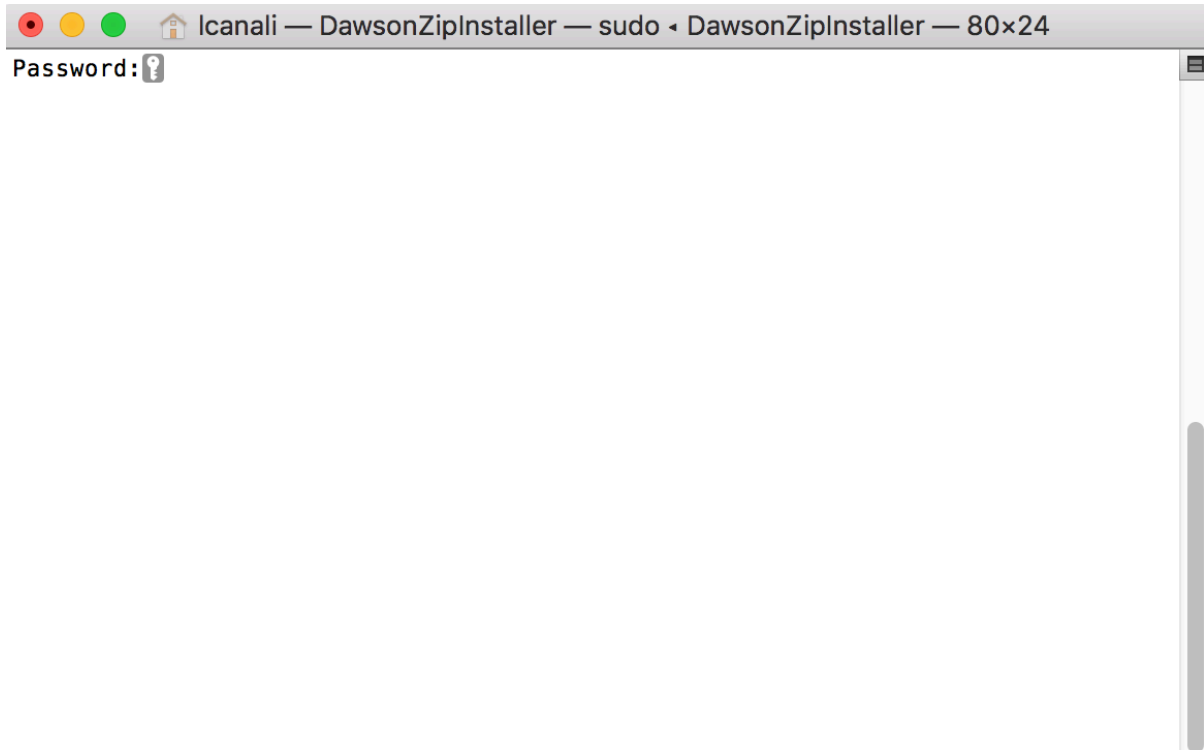 lcanali — DawsonZipInstaller — sudo ◂ DawsonZipInstaller — 80×24
Password: